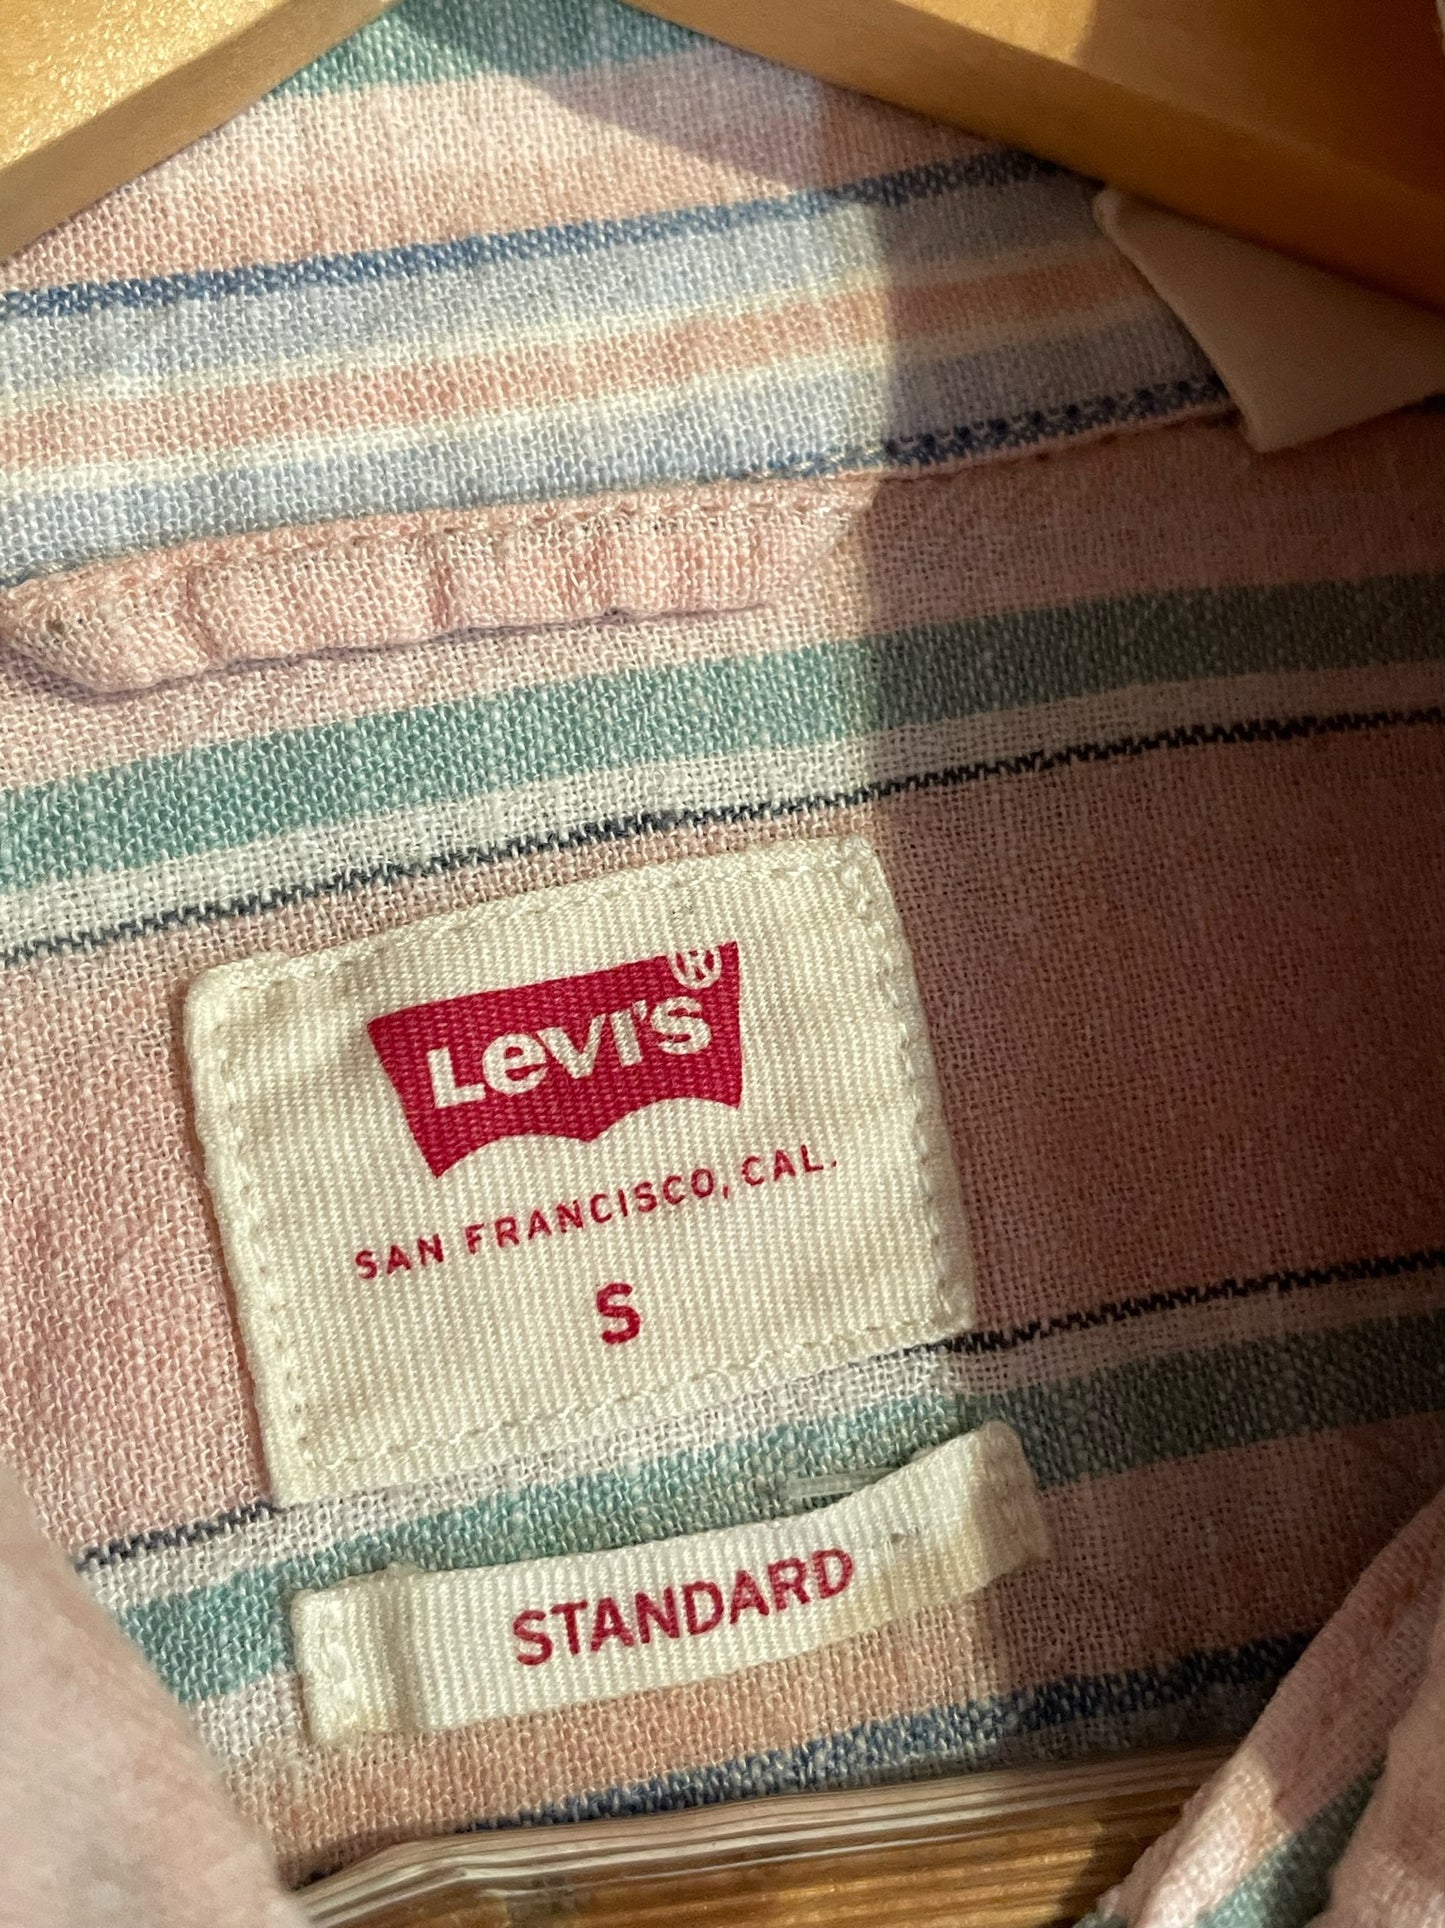 LEVI'S®
SAN FRANCISCO, CAL.
S
STANDARD